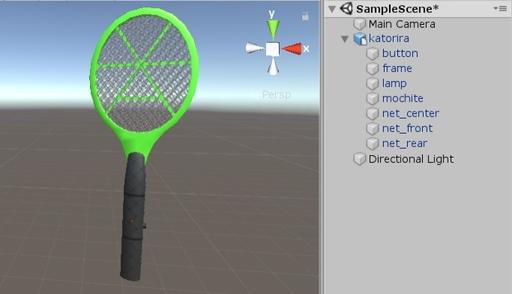 y
x
Persp
SampleScene*
Main Camera
katorira
button
frame
lamp
mochite
net_center
net_front
net_rear
Directional Light